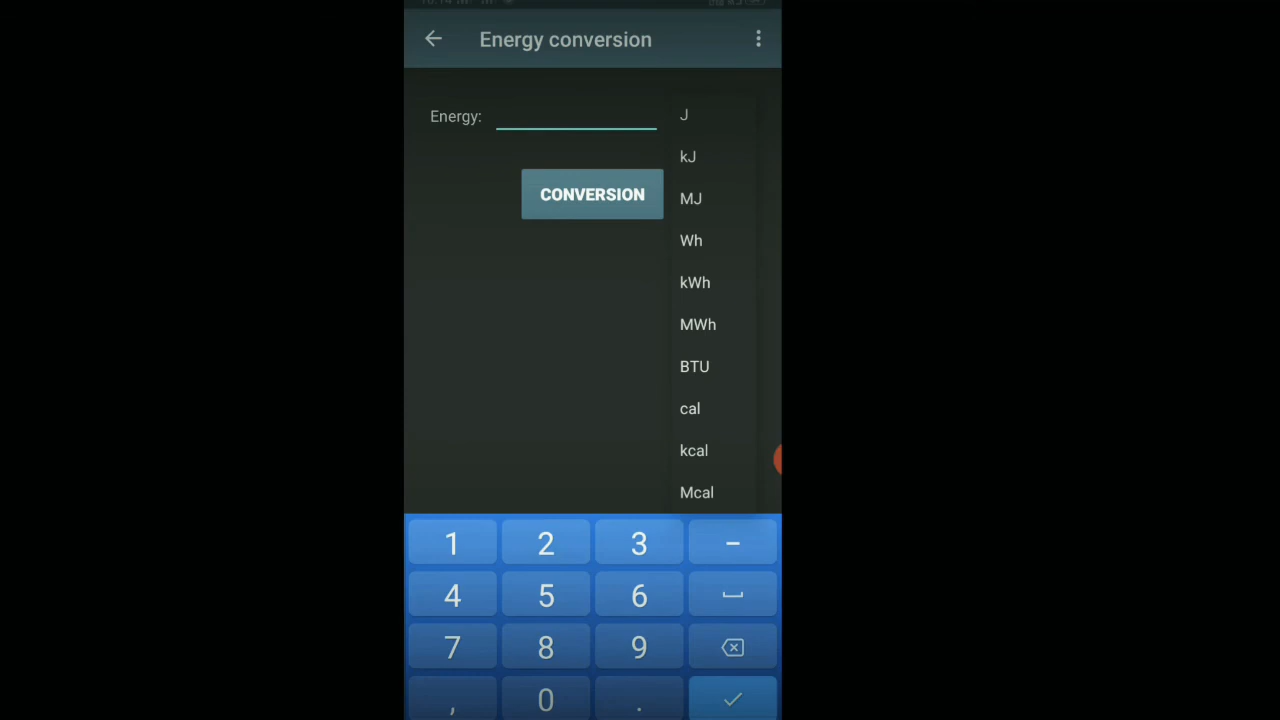 Energy conversion
Energy:
J
kJ
CONVERSION
MJ
Wh
kWh
MWh
BTU
cal
kcal
Mcal
1 2 3 -
4 5 6
7 8 9
, 0 .